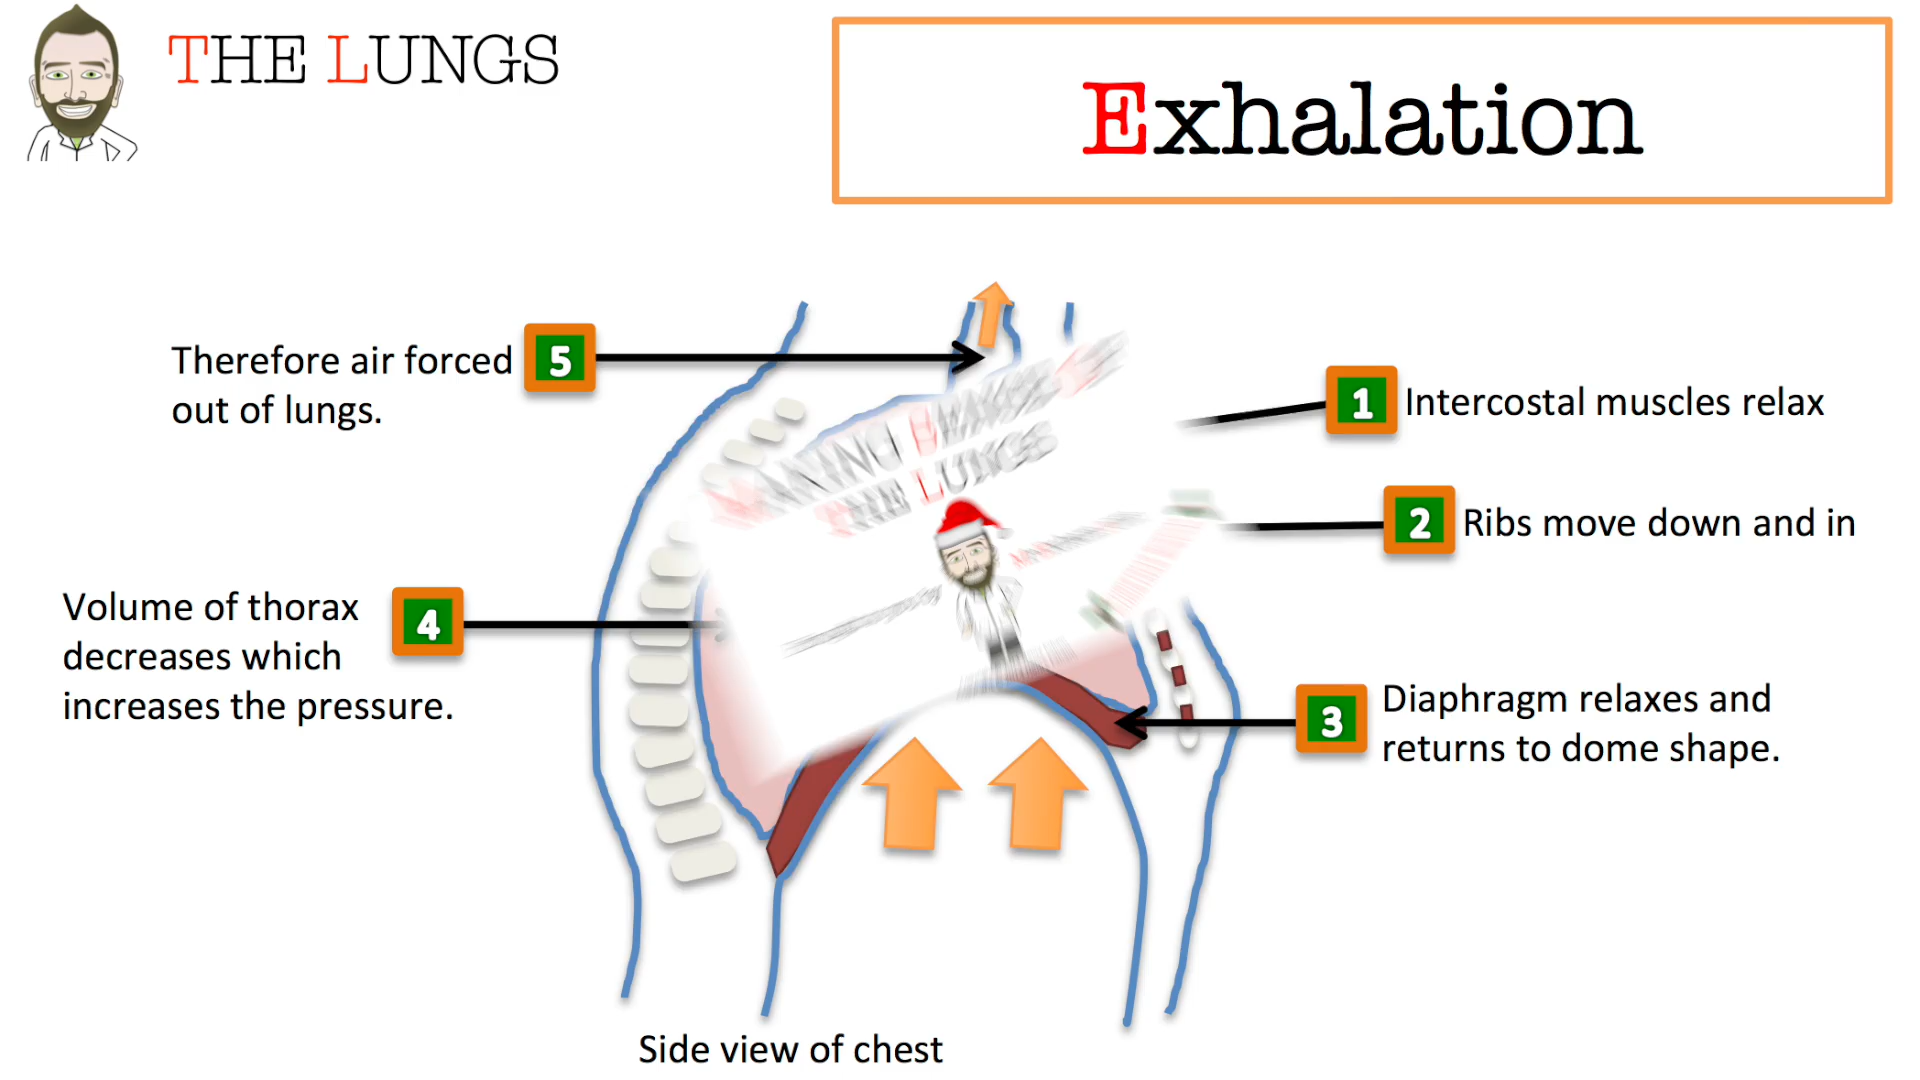 THE LUNGS
Exhalation
Therefore air forced
out of lungs.
5
1
Intercostal muscles relax
2
Ribs move down and in
Volume of thorax
decreases which
increases the pressure.
4
3
Diaphragm relaxes and
returns to dome shape.
LUNGS
Side view of chest